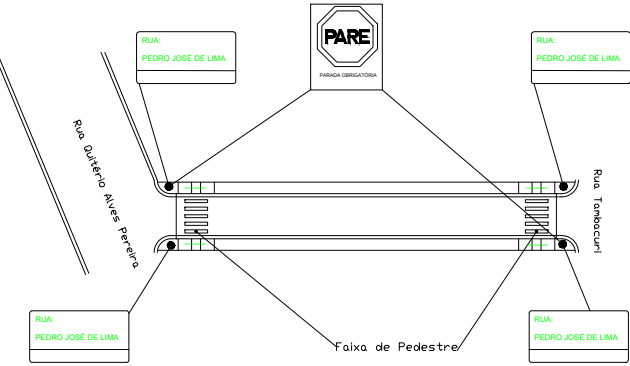 RUA:
PEDRO JOSÉ DE LIMA
PARE
PARADA OBRIGATÓRIA
RUA:
PEDRO JOSÉ DE LIMA
Rua Quitério Alves Pereira
Rua Tambacuri
RUA:
PEDRO JOSÉ DE LIMA
Faixa de Pedestre
RUA:
PEDRO JOSÉ DE LIMA